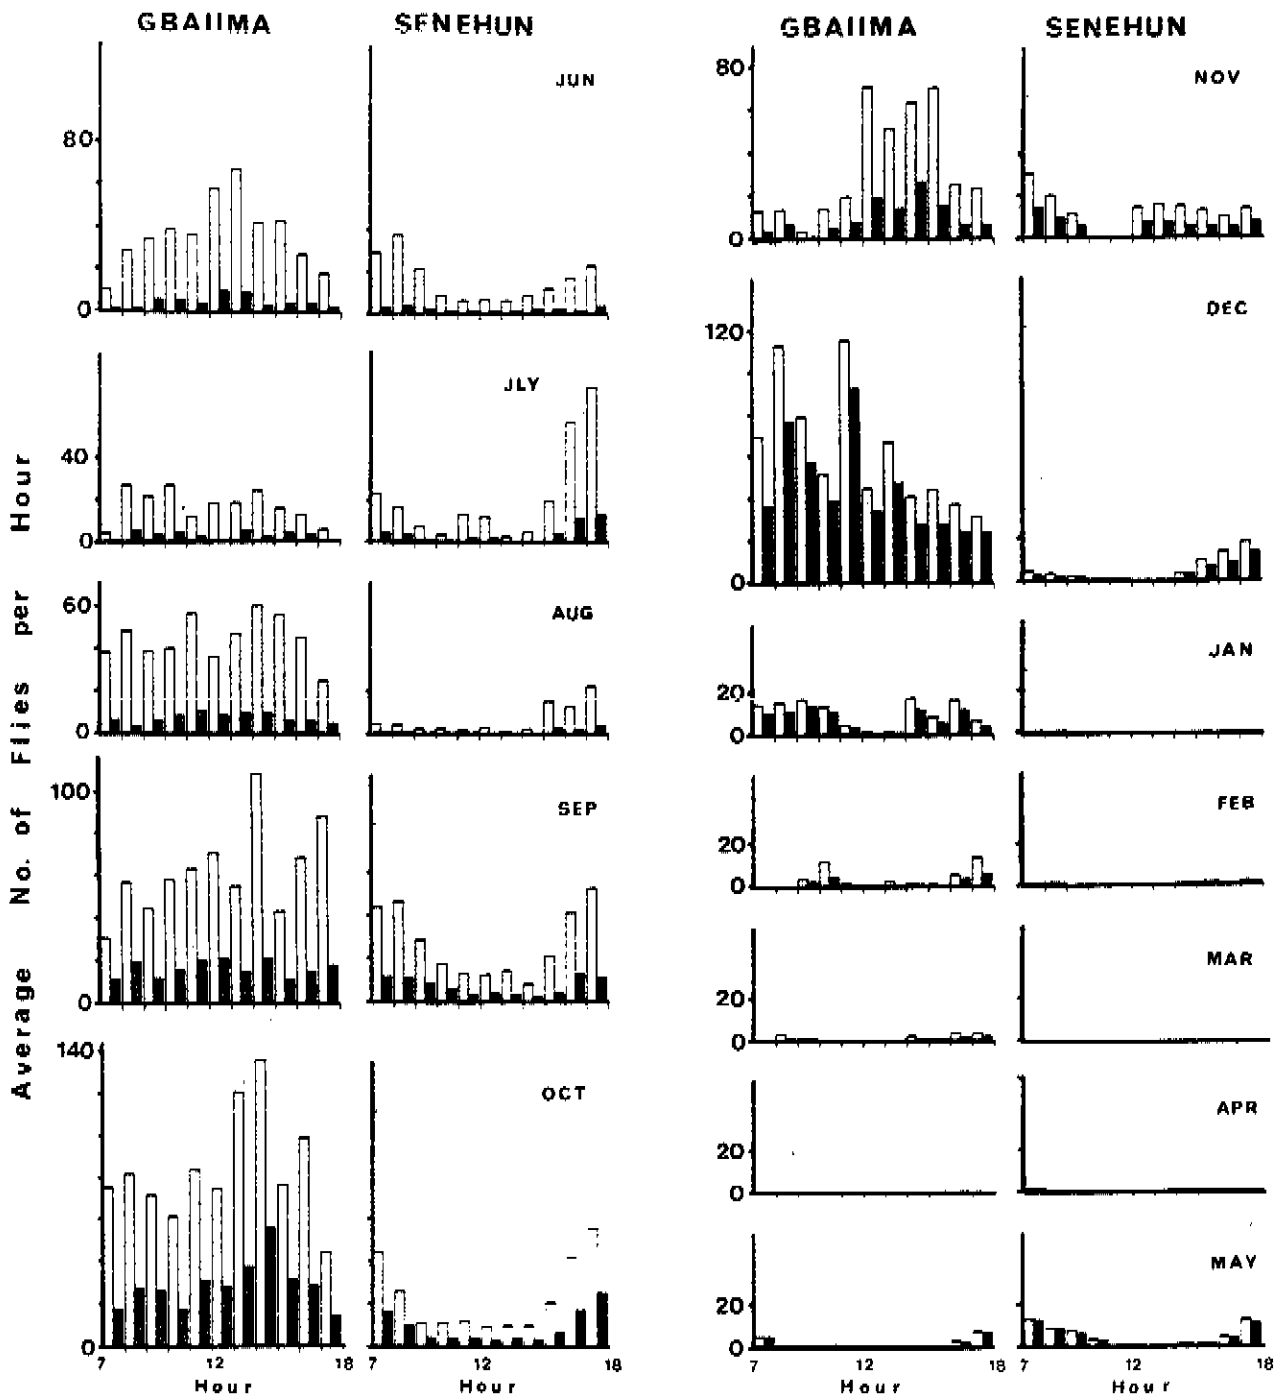 GBAIIMA SENEHUN GBAIIMA SENEHUN
JUN
80
0
JLY
40
0
AUG
60
0
SEP
100
0
OCT
140
0
7 12 18 7 12 18
Hour Hour
Average No. of Flies per Hour
NOV
80
0
DEC
120
0
JAN
20
0
FEB
20
0
MAR
20
0
APR
20
0
MAY
20
0
7 12 18 7 12 18
Hour Hour